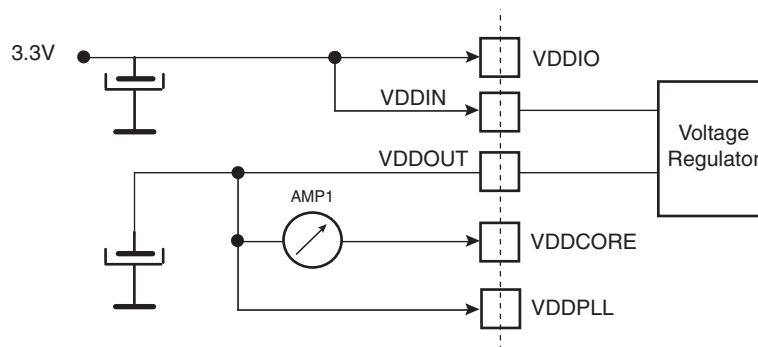 3.3V
VDDIO
VDDIN
Voltage
Regulator
VDDOUT
AMP1
VDDCORE
VDDPLL